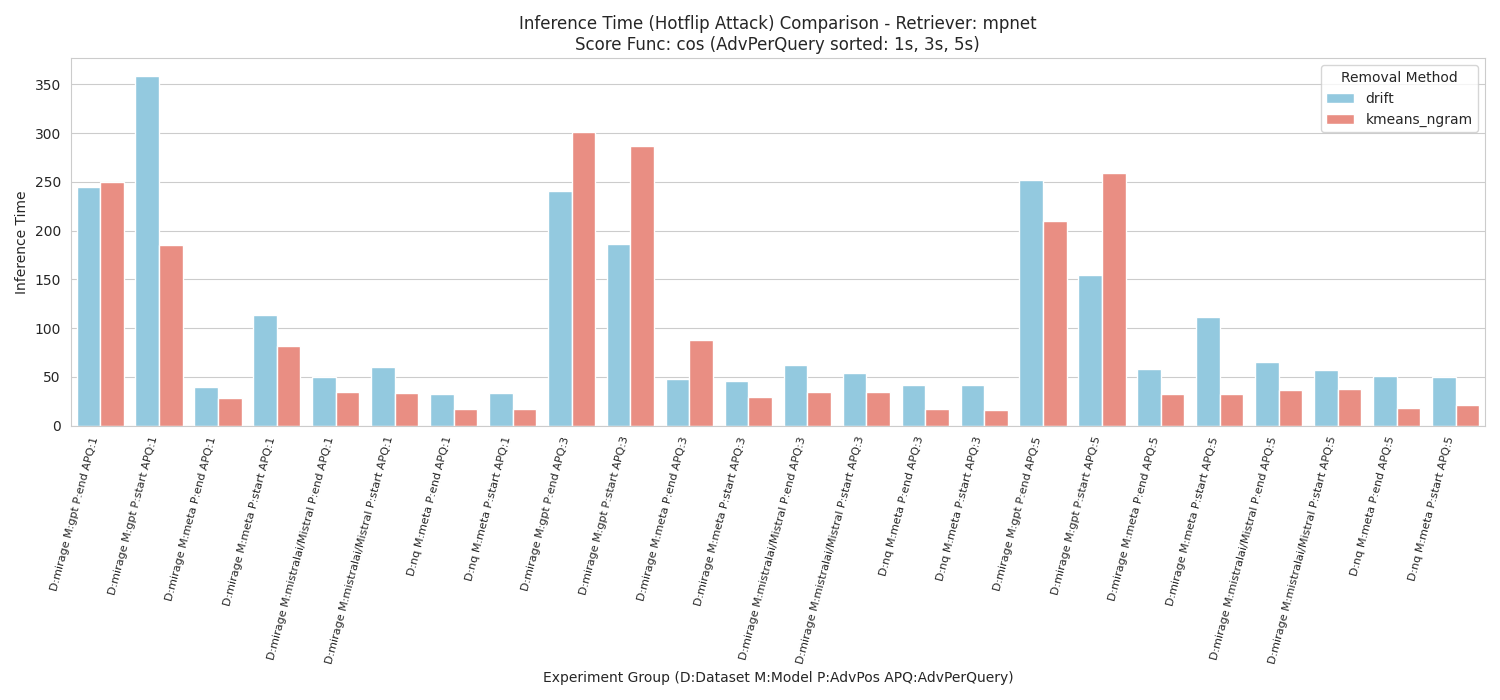 Inference Time (Hotflip Attack) Comparison - Retriever: mpnet
Score Func: cos (AdvPerQuery sorted: 1s, 3s, 5s)
Removal Method
drift
kmeans_ngram
Inference Time
350
300
250
200
150
100
50
0
D:mirage M:gpt P:end APQ:1
D:mirage M:gpt P:start APQ:1
D:mirage M:meta P:end APQ:1
D:mirage M:meta P:start APQ:1
D:mirage M:mistralai/Mistral P:end APQ:1
D:mirage M:mistralai/Mistral P:start APQ:1
D:nq M:meta P:end APQ:1
D:nq M:meta P:start APQ:1
D:mirage M:gpt P:end APQ:3
D:mirage M:gpt P:start APQ:3
D:mirage M:meta P:end APQ:3
D:mirage M:meta P:start APQ:3
D:mirage M:mistralai/Mistral P:end APQ:3
D:mirage M:mistralai/Mistral P:start APQ:3
D:nq M:meta P:end APQ:3
D:nq M:meta P:start APQ:3
D:mirage M:gpt P:end APQ:5
D:mirage M:gpt P:start APQ:5
D:mirage M:meta P:end APQ:5
D:mirage M:meta P:start APQ:5
D:mirage M:mistralai/Mistral P:end APQ:5
D:mirage M:mistralai/Mistral P:start APQ:5
D:nq M:meta P:end APQ:5
D:nq M:meta P:start APQ:5
Experiment Group (D:Dataset M:Model P:AdvPos APQ:AdvPerQuery)